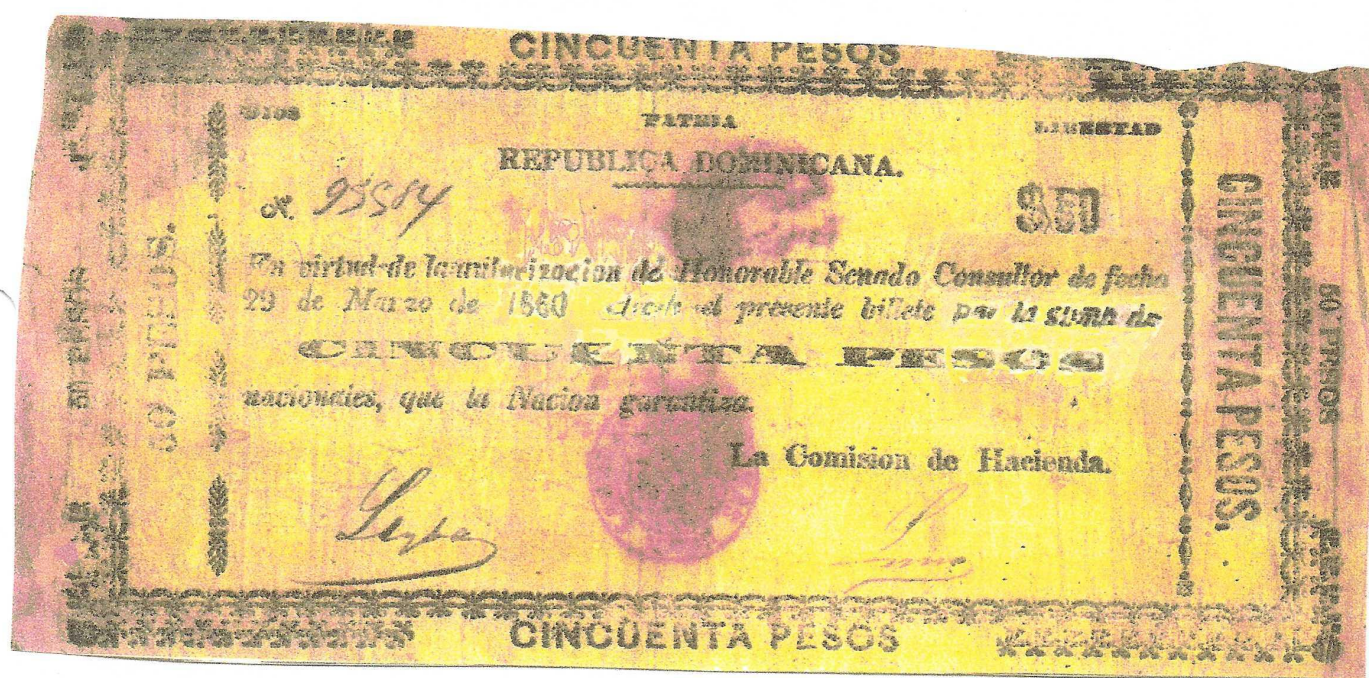 CINCUENTA PESOS
DIOS PATRIA LIBERTAD
REPUBLICA DOMINICANA.
$50
En virtud de la autorizacion del Honorable Senado Consultor de fecha
29 de Marzo de 1860 el presente billete por la suma de
CINCUENTA PESOS
nacionales, que la Nacion garantiza.
La Comision de Hacienda.
CINCUENTA PESOS
50 PESOS.
50 PESOS
CINCUENTA PESOS.
50 PESOS